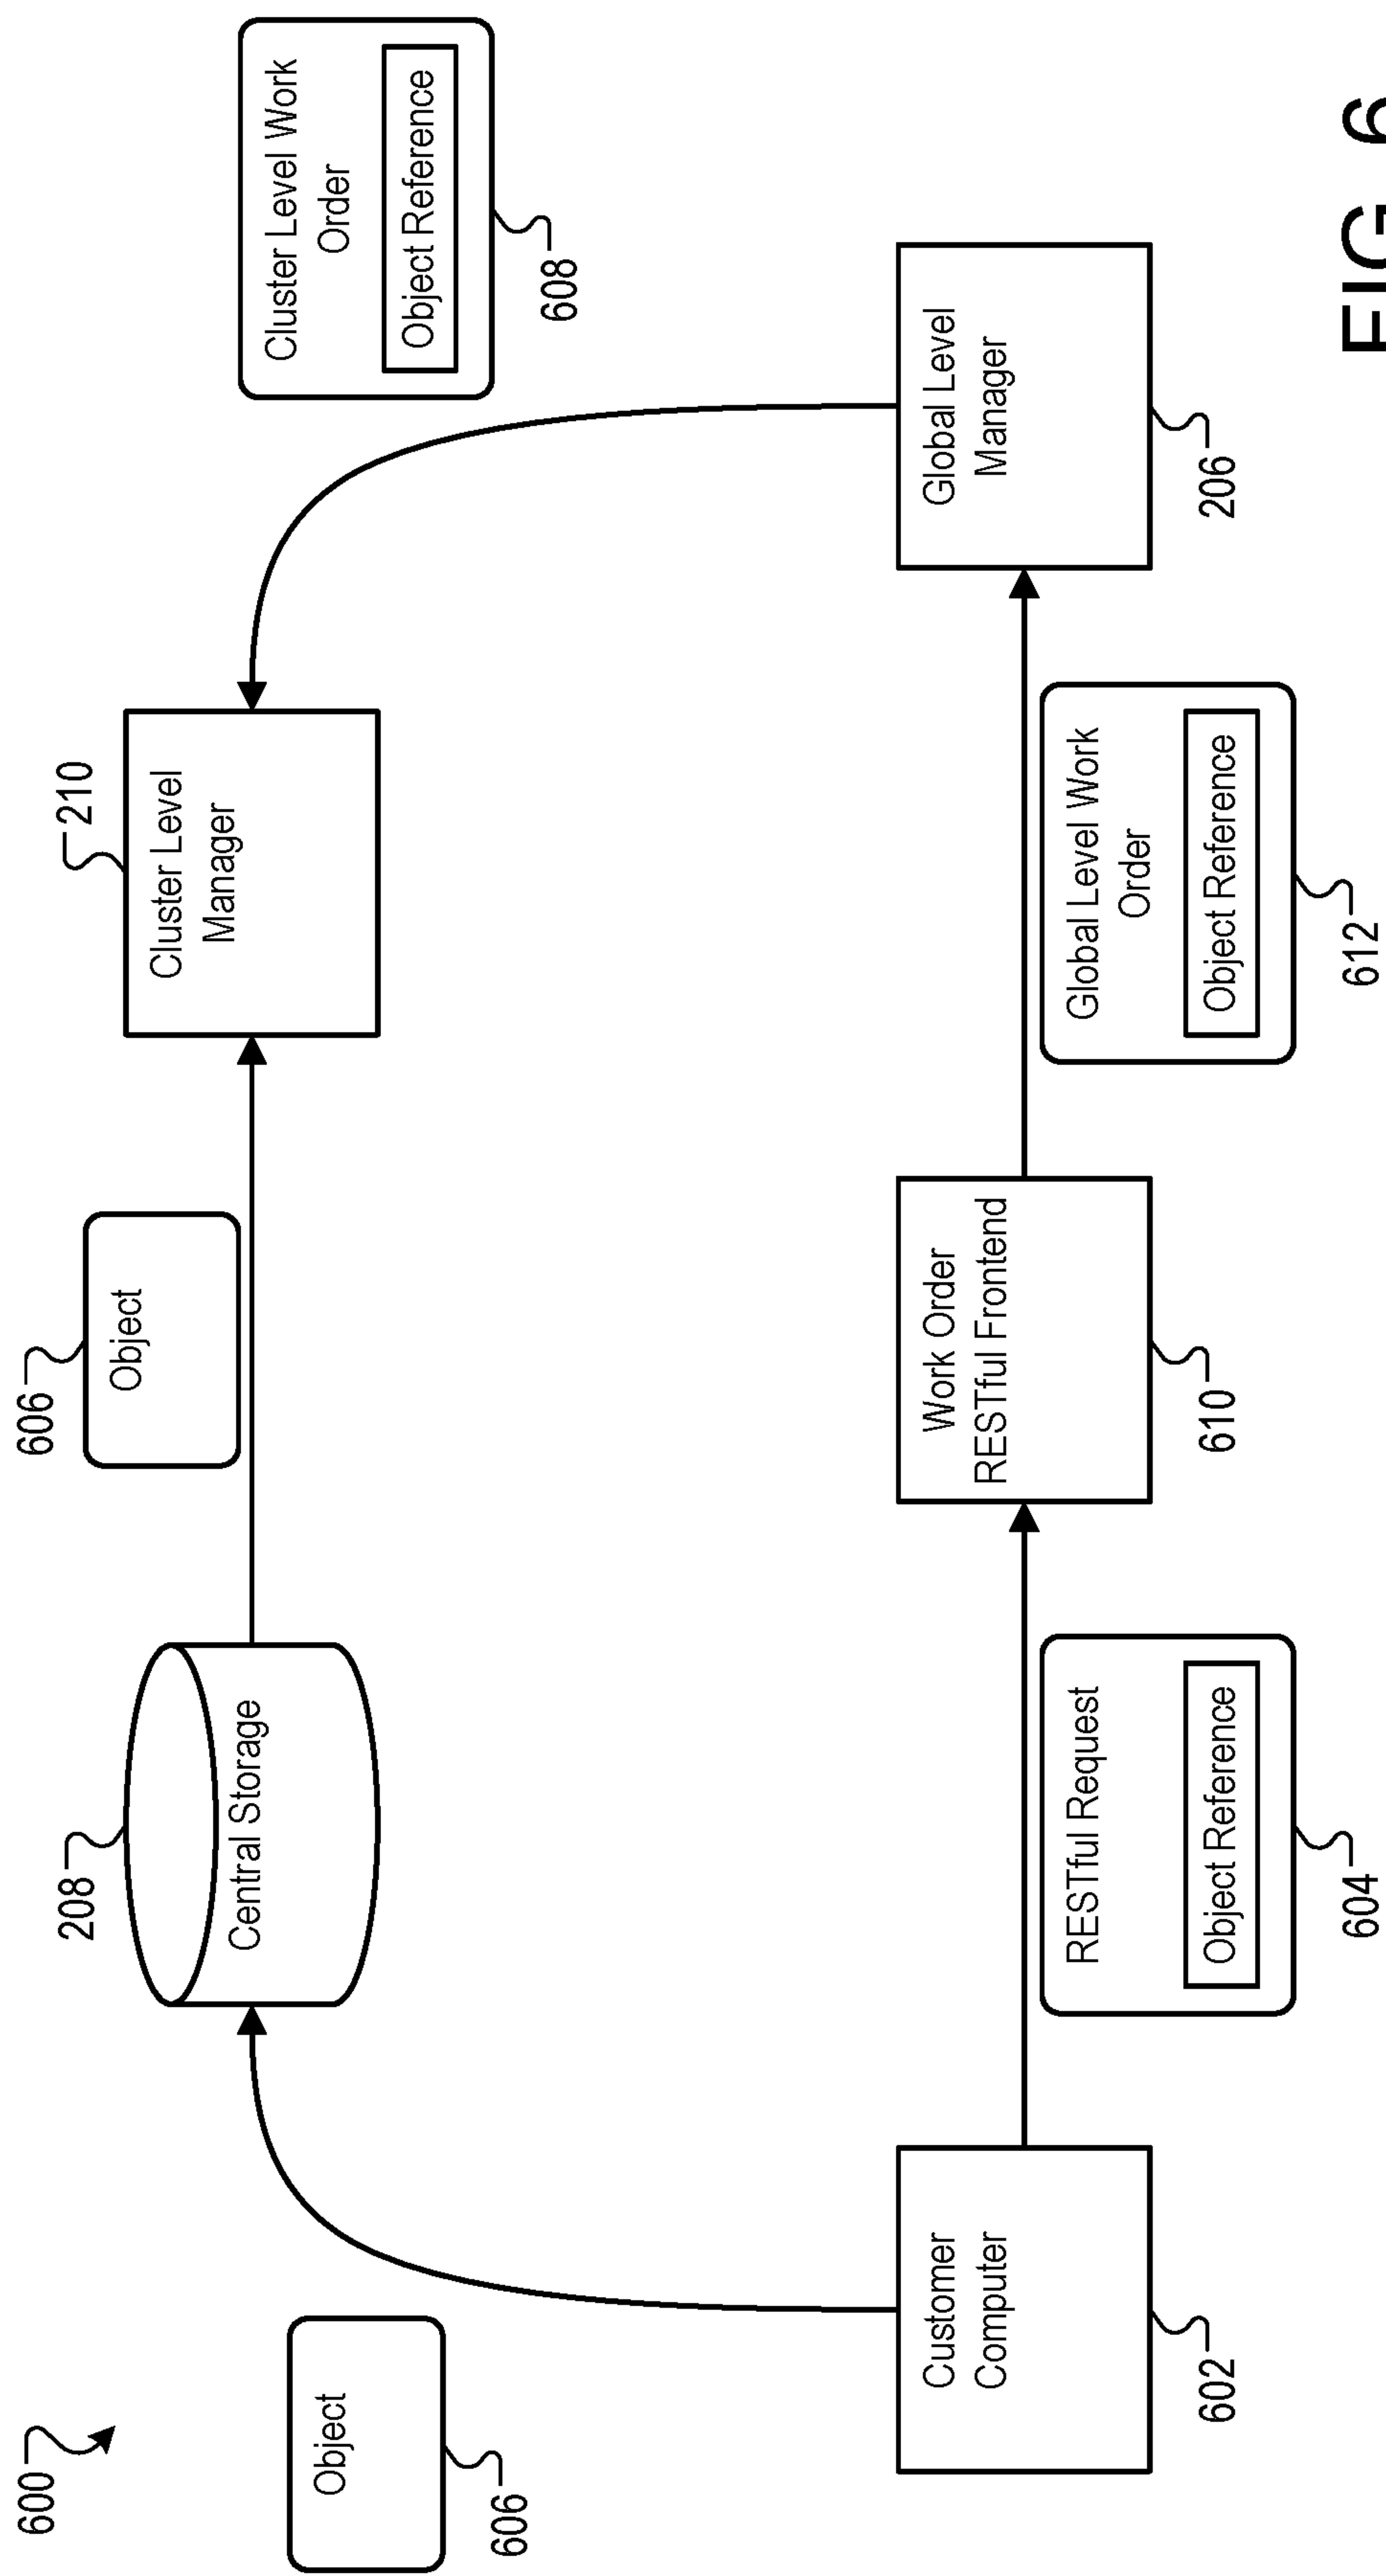 600
Object
606
208
Central Storage
606
Object
210
Cluster Level
Manager
Cluster Level Work
Order
Object Reference
608
Customer
Computer
602
RESTful Request
Object Reference
604
Work Order
RESTful Frontend
610
Global Level Work
Order
Object Reference
612
Global Level
Manager
206
FIG. 6